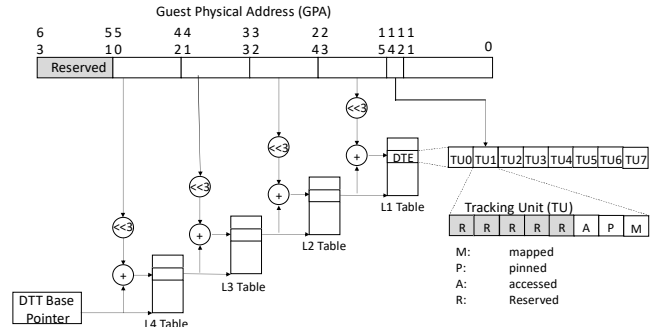 Guest Physical Address (GPA)
6 55 44 33 22 1111 0
3 10 21 32 43 5421
Reserved
<<3
<<3
<<3
<<3
+
DTE
TU0 TU1 TU2 TU3 TU4 TU5 TU6 TU7
+
L1 Table
Tracking Unit (TU)
+
L2 Table
R R R R R A P M
+
L3 Table
M: mapped
P: pinned
A: accessed
R: Reserved
DTT Base
Pointer
L4 Table